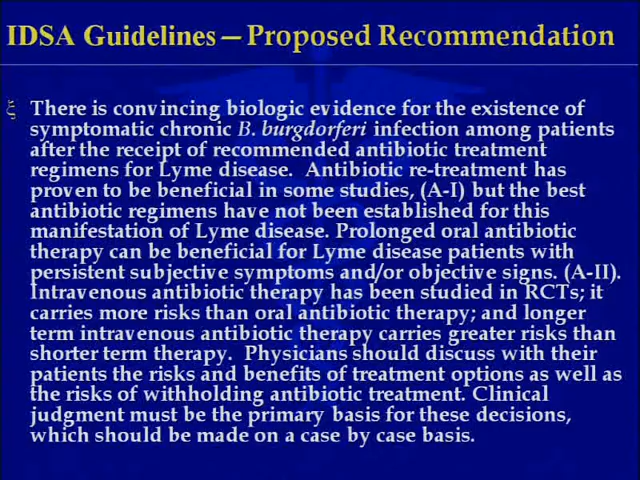 IDSA Guidelines—Proposed Recommendation
ξ There is convincing biologic evidence for the existence of
symptomatic chronic B. burgdorferi infection among patients
after the receipt of recommended antibiotic treatment
regimens for Lyme disease. Antibiotic re-treatment has
proven to be beneficial in some studies, (A-I) but the best
antibiotic regimens have not been established for this
manifestation of Lyme disease. Prolonged oral antibiotic
therapy can be beneficial for Lyme disease patients with
persistent subjective symptoms and/or objective signs. (A-II).
Intravenous antibiotic therapy has been studied in RCTs; it
carries more risks than oral antibiotic therapy; and longer
term intravenous antibiotic therapy carries greater risks than
shorter term therapy. Physicians should discuss with their
patients the risks and benefits of treatment options as well as
the risks of withholding antibiotic treatment. Clinical
judgment must be the primary basis for these decisions,
which should be made on a case by case basis.